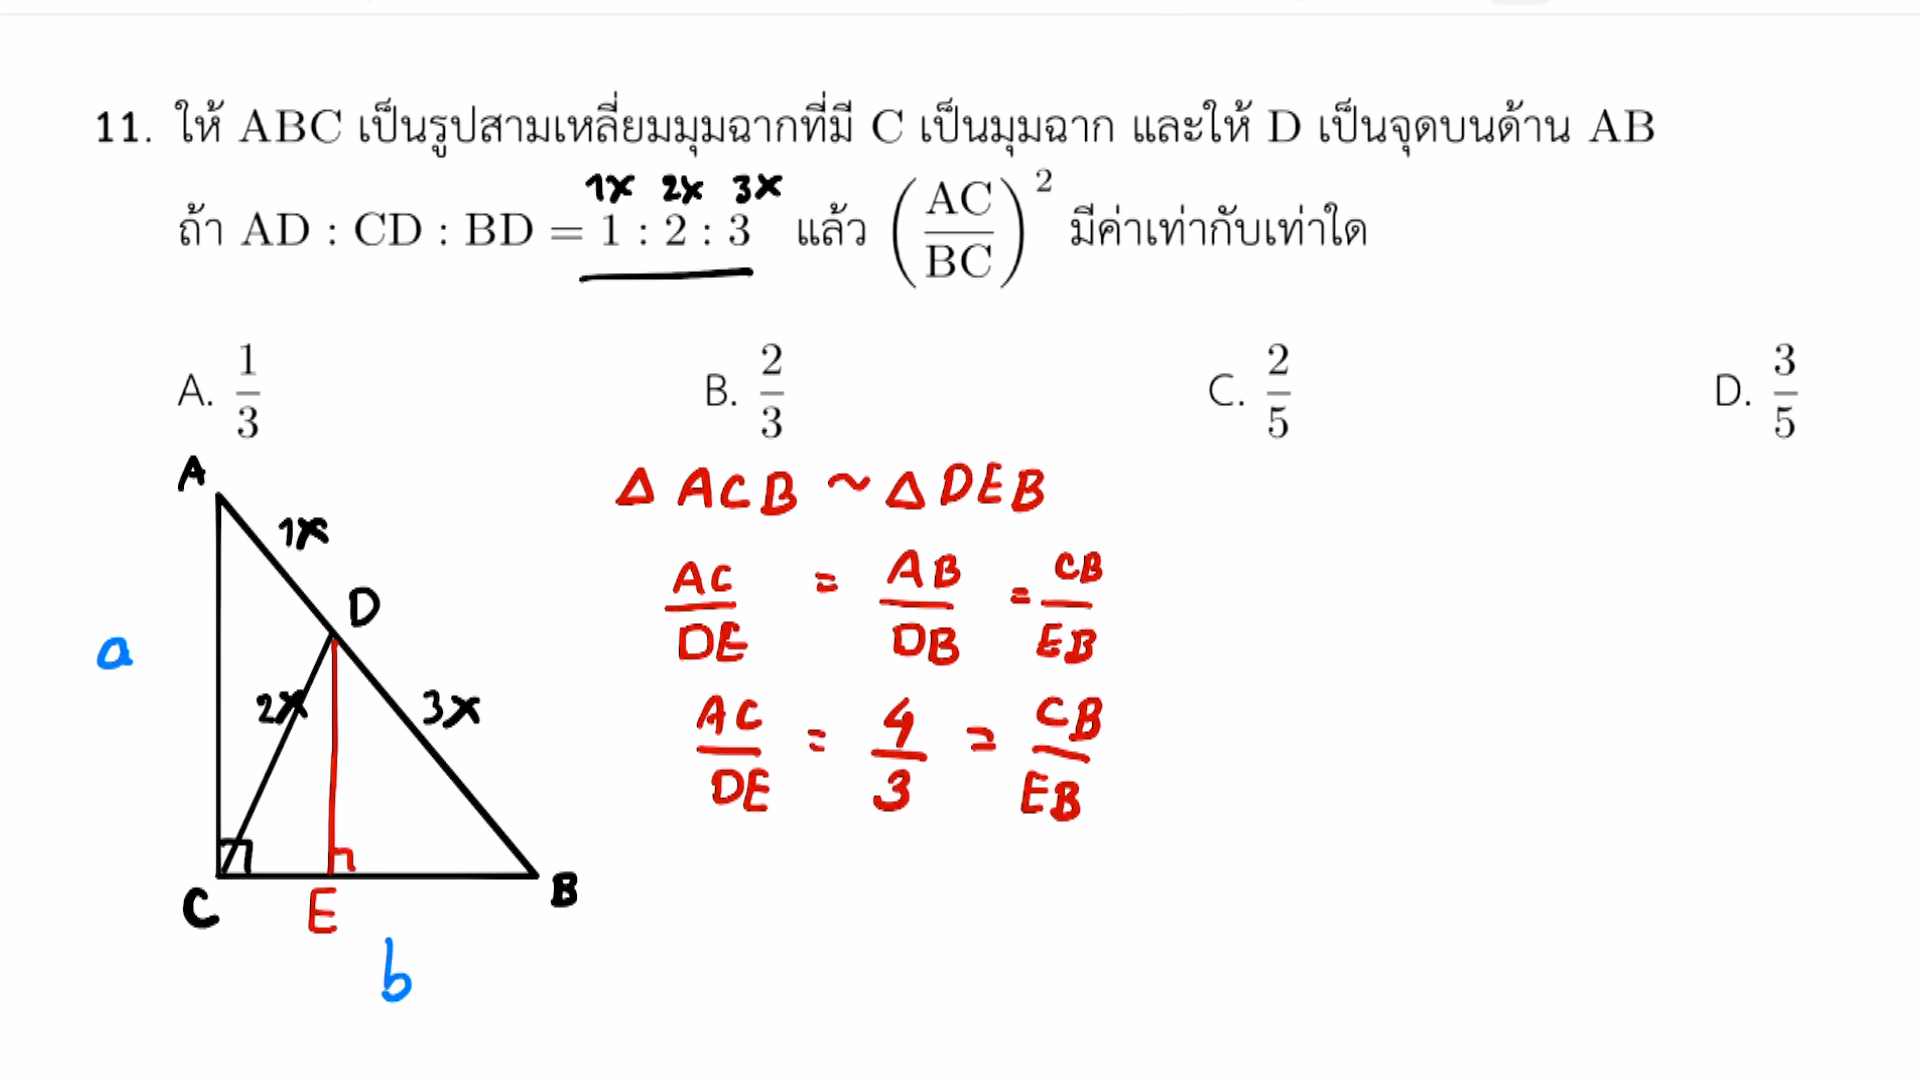 11. ให้ ABC เป็นรูปสามเหลี่ยมมุมฉากที่มี C เป็นมุมฉาก และให้ D เป็นจุดบนด้าน AB
1x 2x 3x
ถ้า AD : CD : BD = 1 : 2 : 3 แล้ว (AC/BC)² มีค่าเท่ากับเท่าใด
A. 1/3 B. 2/3 C. 2/5 D. 3/5
A
Δ ACB ~ Δ DEB
1x
AC/DE = AB/DB = CB/EB
D
a
2x 3x
AC/DE = 4/3 = CB/EB
C E B
b